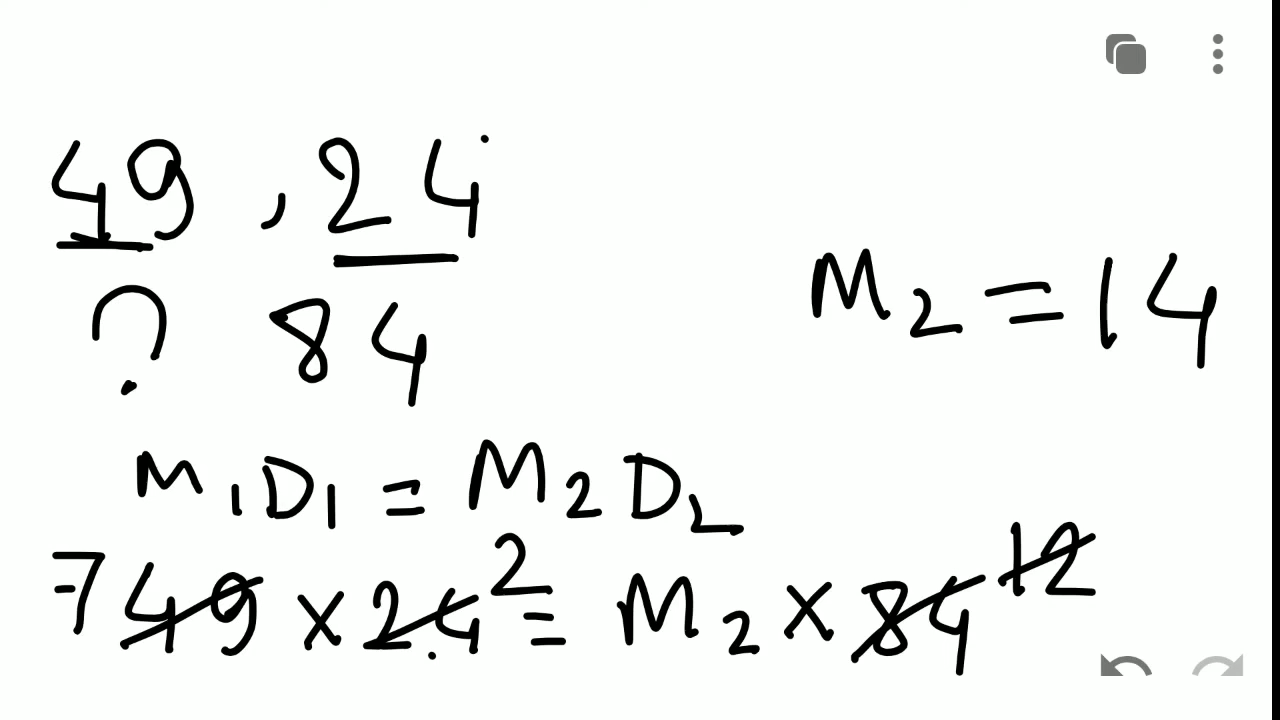 49 , 24
? 84
M2 = 14
M1D1 = M2D2
7 49 × 24 2 = M2 × 84 12